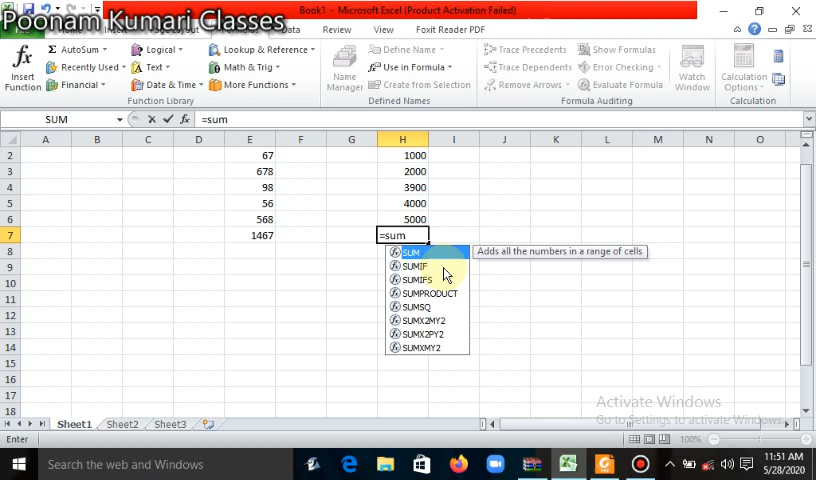 Book1 - Microsoft Excel (Product Activation Failed)
Poonam Kumari Classes
View Foxit Reader PDF
Insert Function
Σ AutoSum
Recently Used
Financial
Logical
Text
Date & Time
Lookup & Reference
Math & Trig
More Functions
Name Manager
Define Name
Use in Formula
Create from Selection
Trace Precedents
Trace Dependents
Remove Arrows
Show Formulas
Error Checking
Evaluate Formula
Watch Window
Calculation Options
Function Library Defined Names Formula Auditing Calculation
SUM =sum
A B C D E F G H I J K L M N O
2 67 1000
3 678 2000
4 98 3900
5 56 4000
6 568 5000
7 1467 =sum
8 SUM Adds all the numbers in a range of cells
9 SUMIF
10 SUMIFS
11 SUMPRODUCT
12 SUMSQ
13 SUMX2MY2
SUMX2PY2
14 SUMXMY2
15
16
17
18
Activate Windows
Go to Settings to activate Windows.
Sheet1 Sheet2 Sheet3
Enter 100%
Search the web and Windows
11:51 AM
5/28/2020